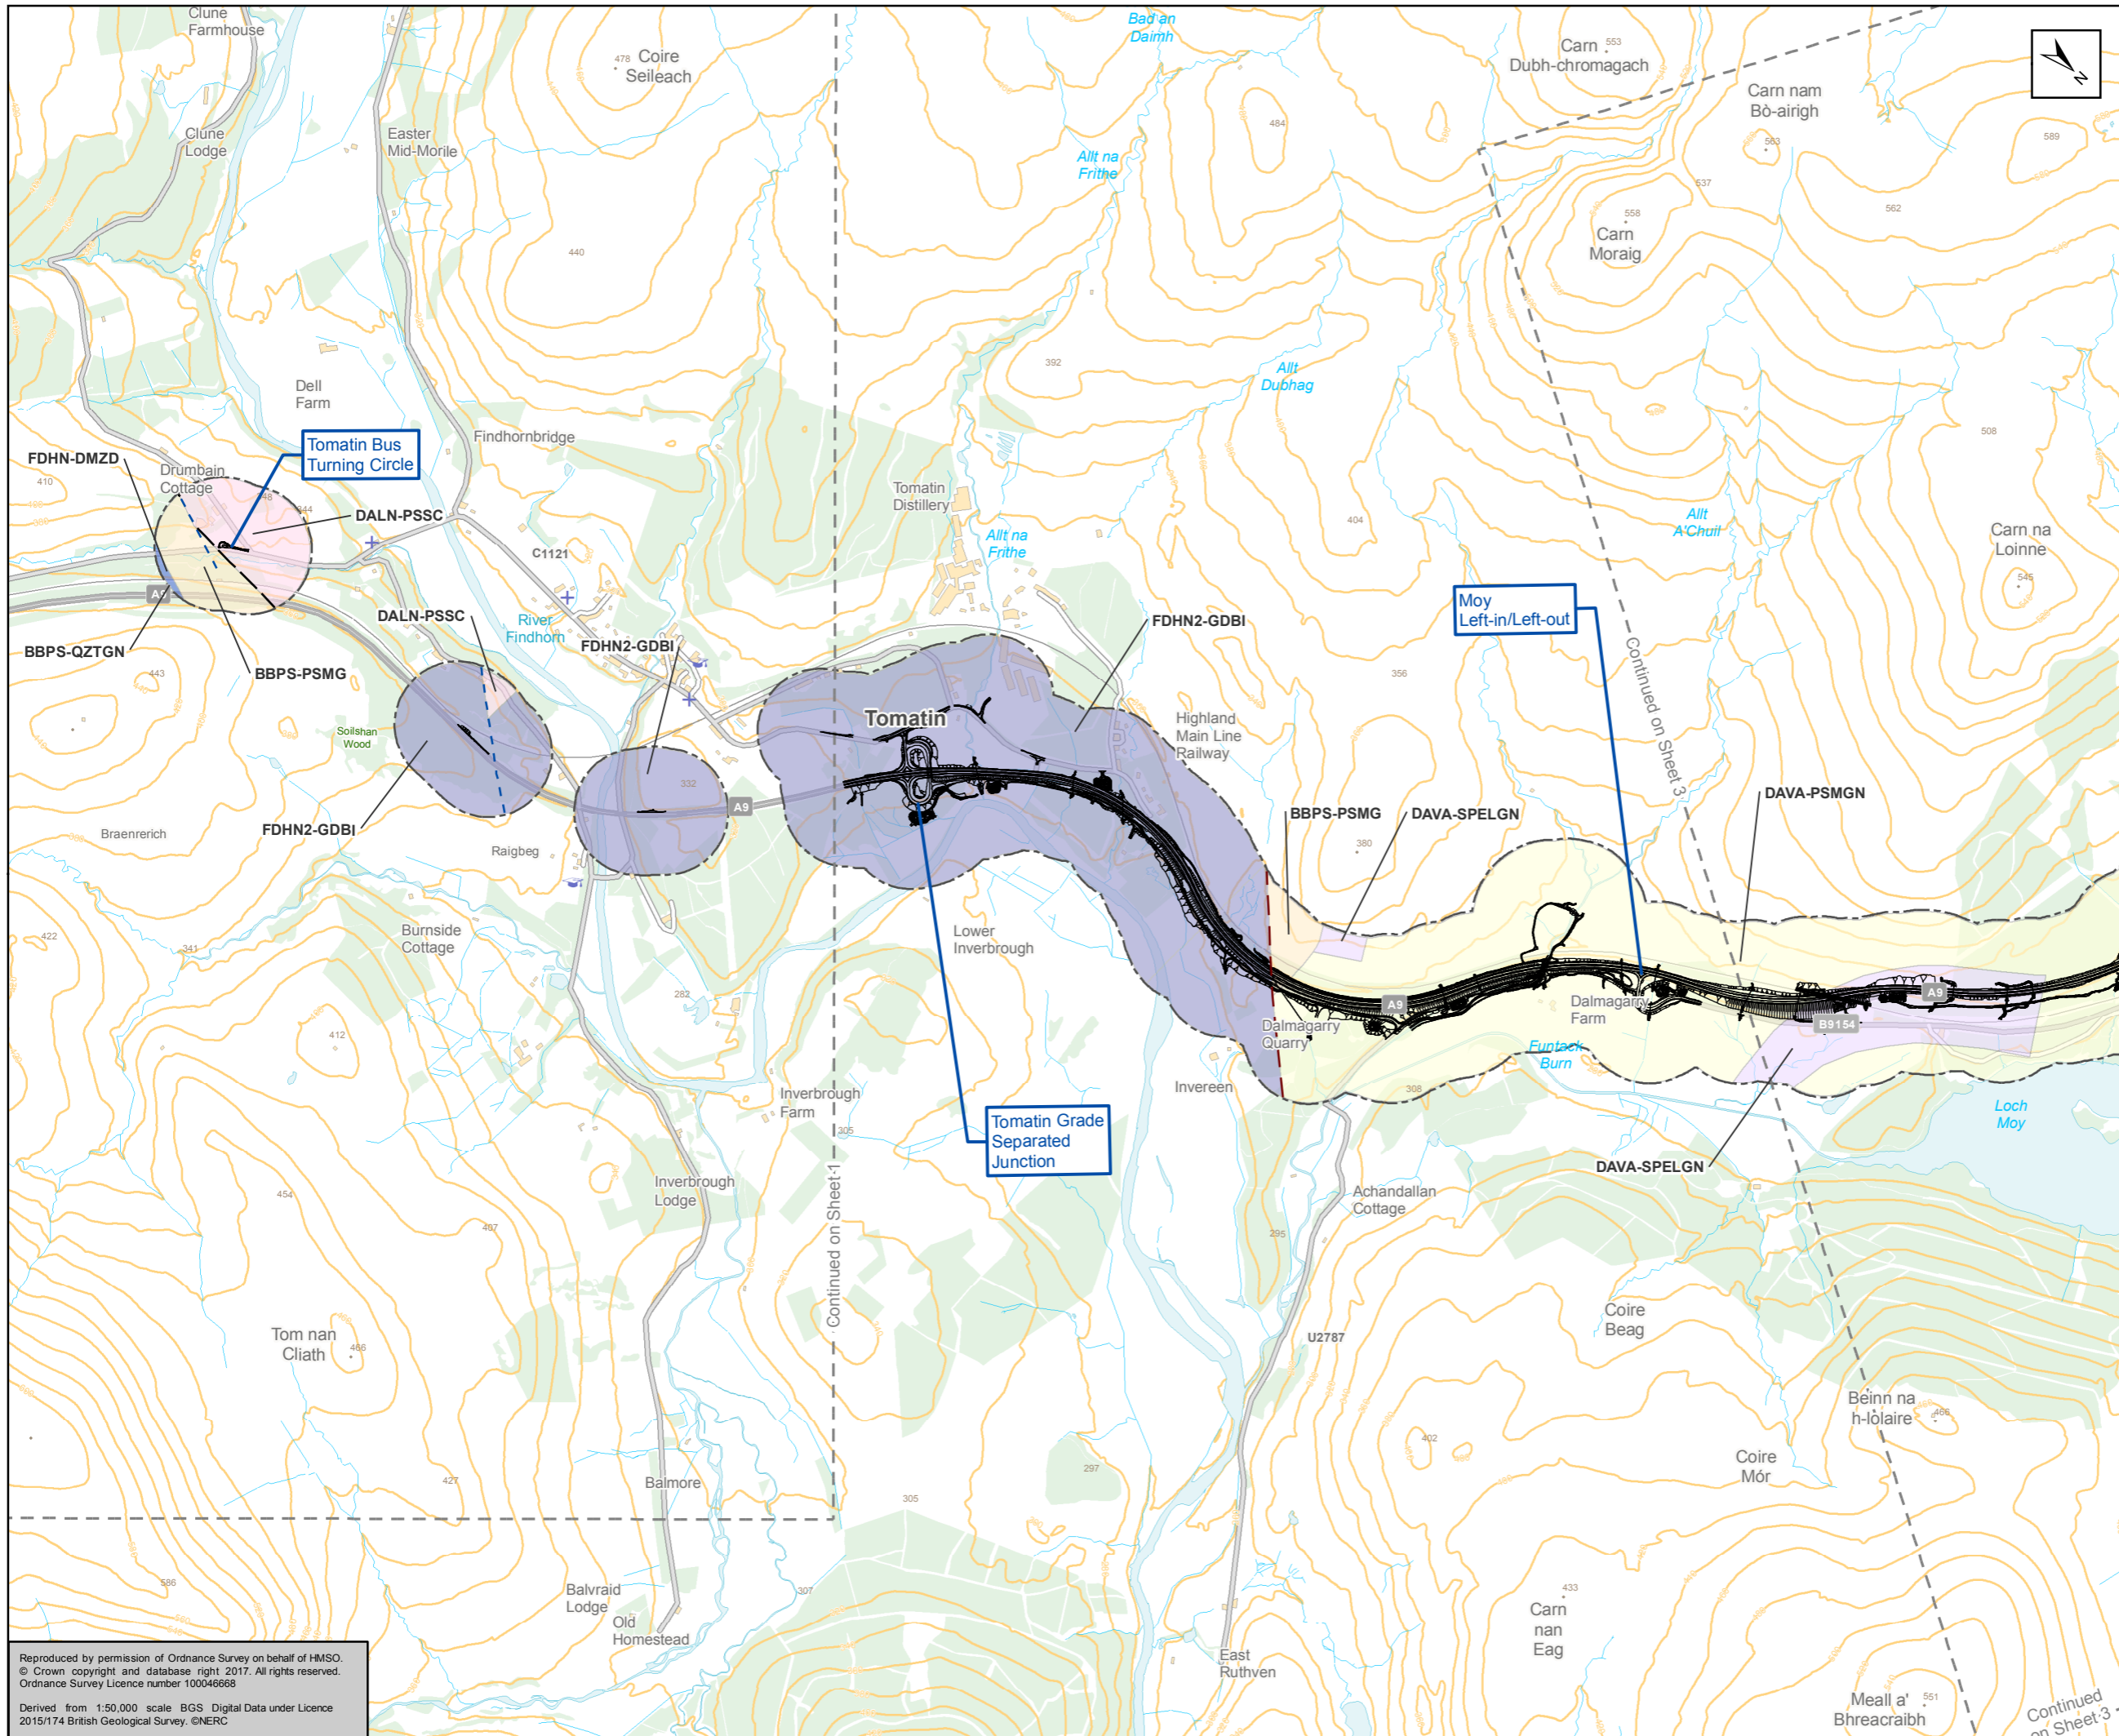 Clune
Farmhouse
Coire
Seileach
478
Bad an
Daimh
Carn
Dubh-chromagach
553
Carn nam
Bò-airigh
563
589
N
Clune
Lodge
Easter
Mid-Morile
484
Allt na
Frithe
537
558
Carn
Moraig
562
440
Dell
Farm
392
Allt
Dubhag
Findhornbridge
508
Tomatin Bus
Turning Circle
FDHN-DMZD
410
Drumbain
Cottage
348
344
DALN-PSSC
Tomatin
Distillery
404
Allt
A'Chuil
Carn na
Loinne
545
C1121
Allt na
Frithe
A9
DALN-PSSC
River
Findhorn
FDHN2-GDBI
FDHN2-GDBI
Moy
Left-in/Left-out
Continued on Sheet 3
BBPS-QZTGN
BBPS-PSMG
443
356
Soilshan
Wood
Tomatin
Highland
Main Line
Railway
332
A9
BBPS-PSMG
DAVA-SPELGN
DAVA-PSMGN
FDHN2-GDBI
Braenrerich
Raigbeg
380
422
341
Burnside
Cottage
Lower
Inverbrough
282
A9
Dalmagarry
Farm
A9
B9154
Dalmagarry
Quarry
412
Funtack
Burn
Invereen
308
Inverbrough
Farm
305
Loch
Moy
Tomatin Grade
Separated
Junction
DAVA-SPELGN
Continued on Sheet 1
Inverbrough
Lodge
454
407
Achandallan
Cottage
295
Tom nan
Cliath
466
U2787
Coire
Beag
Beinn na
h-Iolaire
466
402
Coire
Mór
427
Balmore
297
305
586
Balvraid
Lodge
307
Old
Homestead
433
Carn
nan
Eag
East
Ruthven
Meall a'
Bhreacraibh
551
Continued
on Sheet 3
Reproduced by permission of Ordnance Survey on behalf of HMSO.
© Crown copyright and database right 2017. All rights reserved.
Ordnance Survey Licence number 100046668
Derived from 1:50,000 scale BGS Digital Data under Licence
2015/174 British Geological Survey. ©NERC